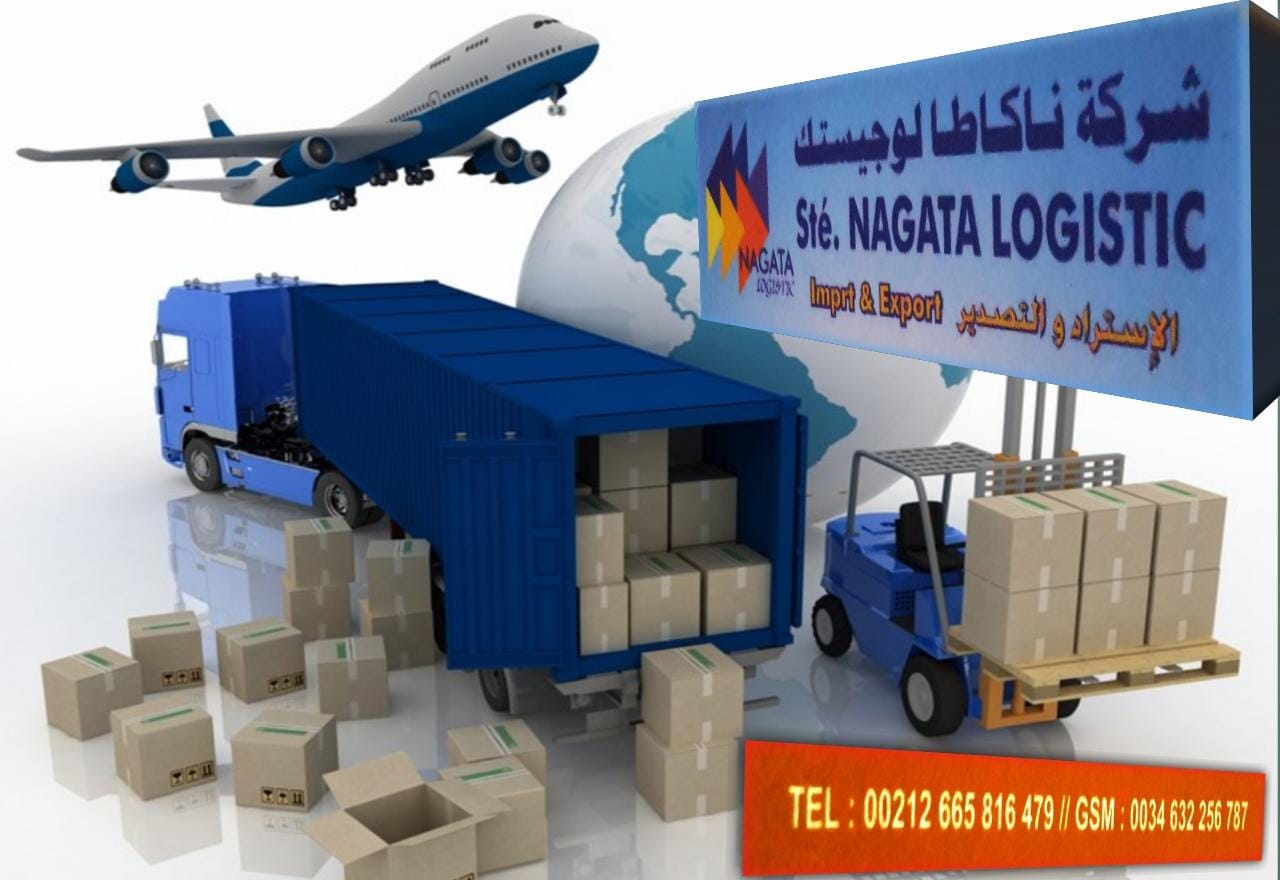 شركة ناكاطا لوجيستك
Sté. NAGATA LOGISTIC
NAGATA
LOGISTIC
Imprt & Export الإستراد و التصدير
TEL : 00212 665 816 479 // GSM : 0034 632 256 787